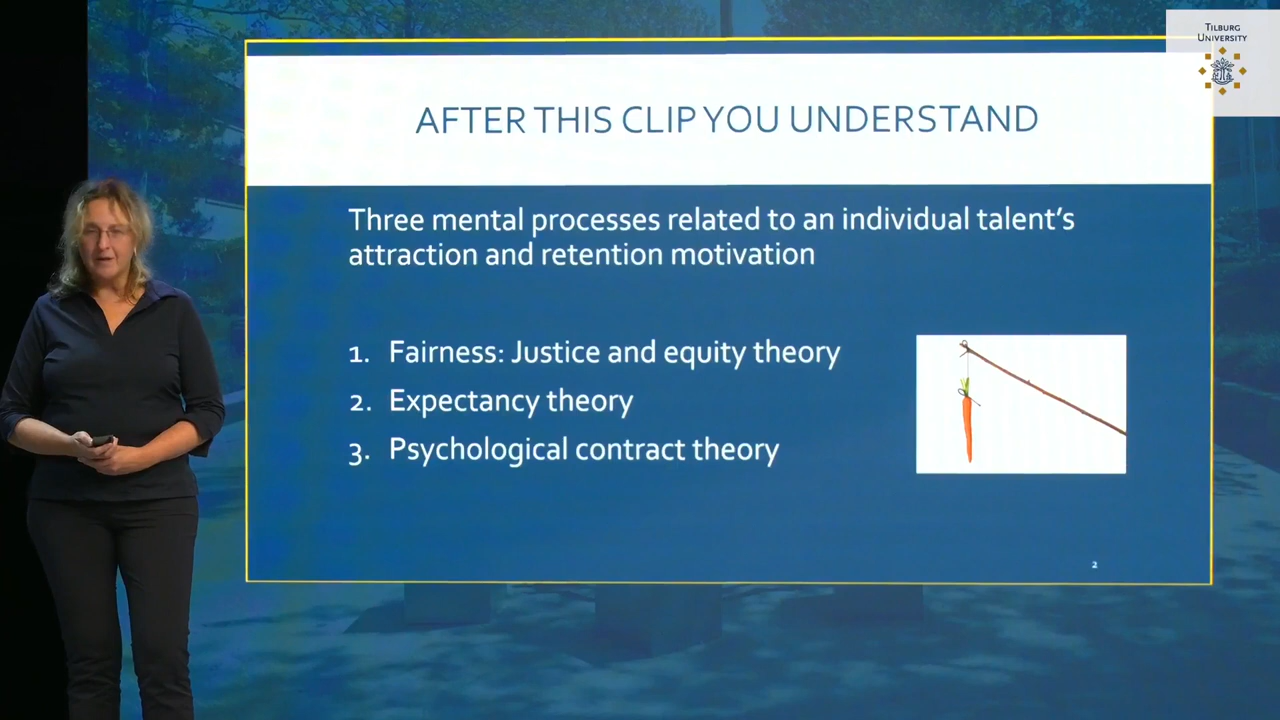 TILBURG
UNIVERSITY
AFTER THIS CLIP YOU UNDERSTAND
Three mental processes related to an individual talent's
attraction and retention motivation
1. Fairness: Justice and equity theory
2. Expectancy theory
3. Psychological contract theory
2